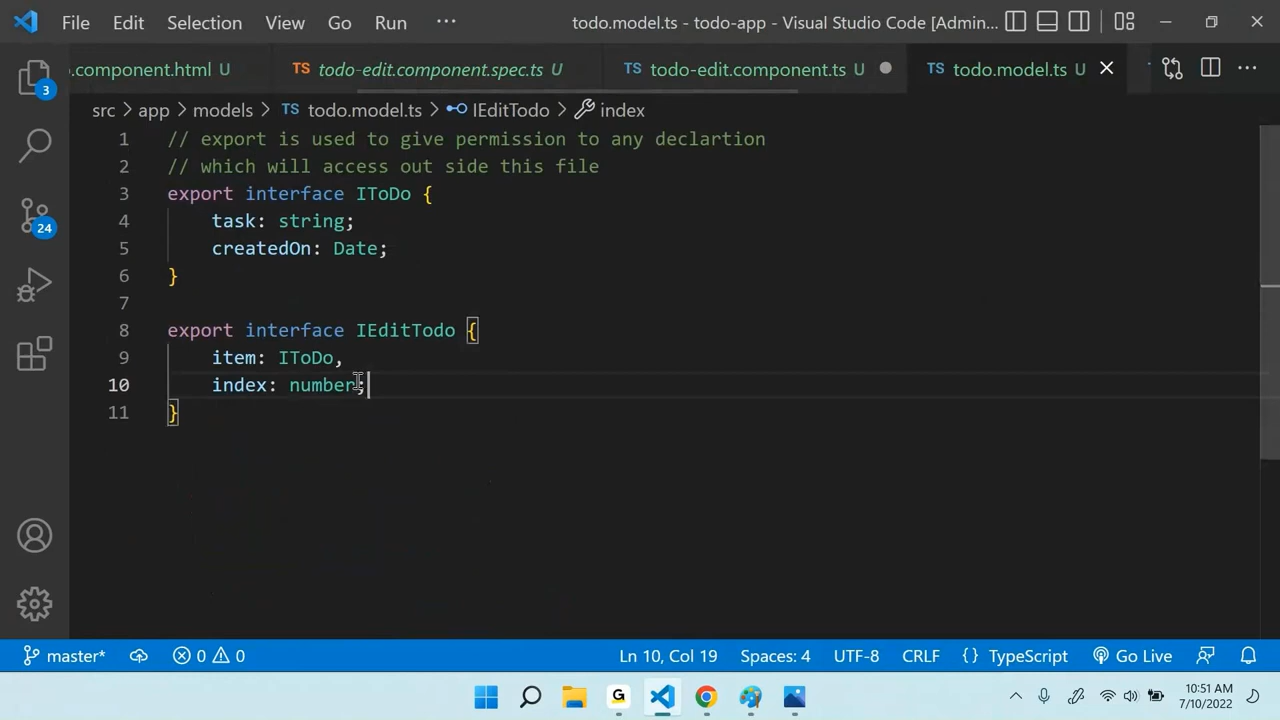 File Edit Selection View Go Run ··· todo.model.ts - todo-app - Visual Studio Code [Admin...
.component.html U TS todo-edit.component.spec.ts U TS todo-edit.component.ts U TS todo.model.ts U
src > app > models > TS todo.model.ts > IEditTodo > index
1 // export is used to give permission to any declartion
2 // which will access out side this file
3 export interface IToDo {
4 task: string;
5 createdOn: Date;
6 }
7
8 export interface IEditTodo {
9 item: IToDo,
10 index: number;
11 }
3
24
master* 0 0 Ln 10, Col 19 Spaces: 4 UTF-8 CRLF {} TypeScript Go Live
G 10:51 AM
7/10/2022